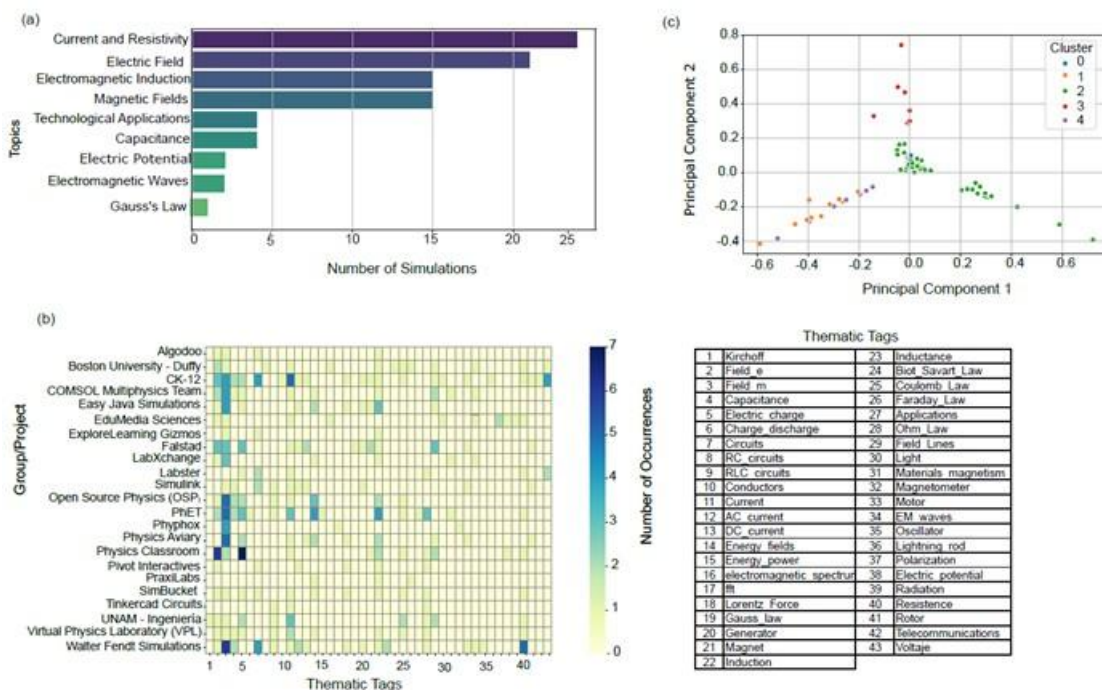 (a)
Topics
Current and Resistivity
Electric Field
Electromagnetic Induction
Magnetic Fields
Technological Applications
Capacitance
Electric Potential
Electromagnetic Waves
Gauss's Law
0 5 10 15 20 25
Number of Simulations
(c)
Principal Component 2
0.8
0.6
0.4
0.2
0.0
-0.2
-0.4
Cluster
0
1
2
3
4
-0.6 -0.4 -0.2 0.0 0.2 0.4 0.6
Principal Component 1
(b)
Group/Project
Algodoo
Boston University - Duffy
CK-12
COMSOL Multiphysics Team
Easy Java Simulations
EduMedia Sciences
ExploreLearning Gizmos
Falstad
LabXchange
Labster
Simulink
Open Source Physics (OSP)
PhET
Phyphox
Physics Aviary
Physics Classroom
Pivot Interactives
PraxiLabs
SimBucket
Tinkercad Circuits
UNAM - Ingeniería
Virtual Physics Laboratory (VPL)
Walter Fendt Simulations
1 5 10 15 20 25 30 35 40
Thematic Tags
7
6
5
4
3
2
1
0
Number of Occurrences
Thematic Tags
1 Kirchoff 23 Inductance
2 Field_e 24 Biot_Savart_Law
3 Field_m 25 Coulomb_Law
4 Capacitance 26 Faraday_Law
5 Electric_charge 27 Applications
6 Charge_discharge 28 Ohm_Law
7 Circuits 29 Field_Lines
8 RC_circuits 30 Light
9 RLC_circuits 31 Materials_magnetism
10 Conductors 32 Magnetometer
11 Current 33 Motor
12 AC_current 34 EM_waves
13 DC_current 35 Oscillator
14 Energy_fields 36 Lightning_rod
15 Energy_power 37 Polarization
16 electromagnetic_spectrur 38 Electric_potential
17 fft 39 Radiation
18 Lorentz_Force 40 Resistence
19 Gauss_law 41 Rotor
20 Generator 42 Telecommunications
21 Magnet 43 Voltaje
22 Induction